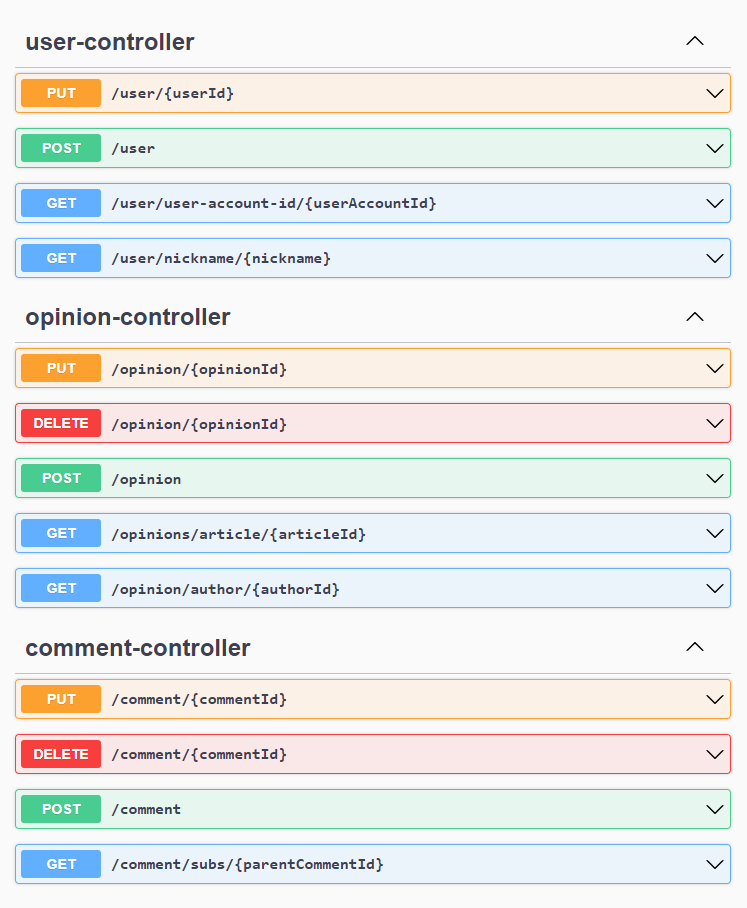 user-controller
PUT /user/{userId}
POST /user
GET /user/user-account-id/{userAccountId}
GET /user/nickname/{nickname}
opinion-controller
PUT /opinion/{opinionId}
DELETE /opinion/{opinionId}
POST /opinion
GET /opinions/article/{articleId}
GET /opinion/author/{authorId}
comment-controller
PUT /comment/{commentId}
DELETE /comment/{commentId}
POST /comment
GET /comment/subs/{parentCommentId}